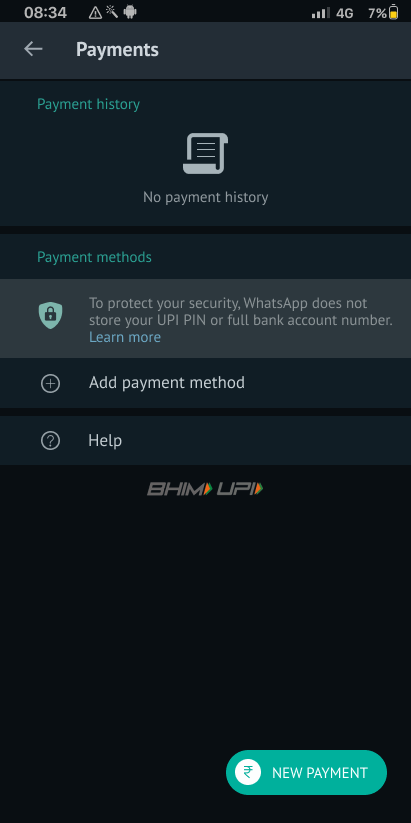 08:34 4G 7%
Payments
Payment history
No payment history
Payment methods
To protect your security, WhatsApp does not
store your UPI PIN or full bank account number.
Learn more
Add payment method
Help
BHIM UPI
₹ NEW PAYMENT